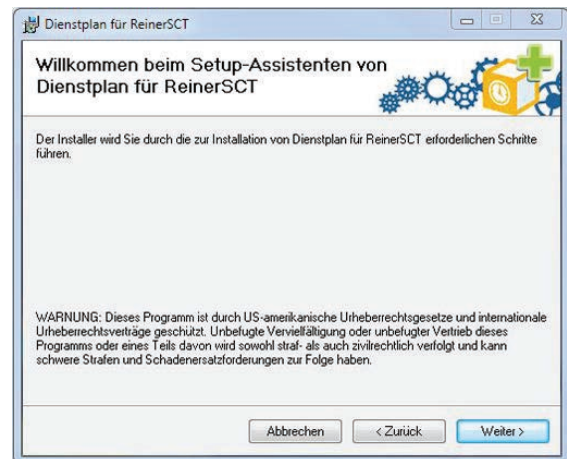 Dienstplan für ReinerSCT
Willkommen beim Setup-Assistenten von
Dienstplan für ReinerSCT
Der Installer wird Sie durch die zur Installation von Dienstplan für ReinerSCT erforderlichen Schritte
führen.
WARNUNG: Dieses Programm ist durch US-amerikanische Urheberrechtsgesetze und internationale
Urheberrechtsverträge geschützt. Unbefugte Vervielfältigung oder unbefugter Vertrieb dieses
Programms oder eines Teils davon wird sowohl straf- als auch zivilrechtlich verfolgt und kann
schwere Strafen und Schadenersatzforderungen zur Folge haben.
Abbrechen
< Zurück
Weiter >